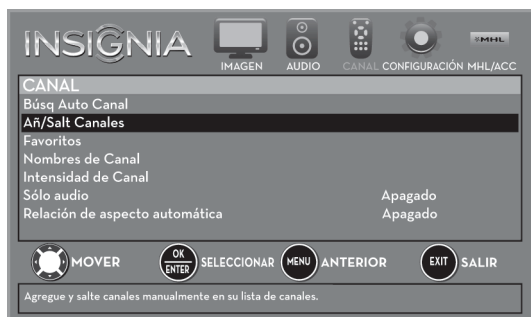 INSIGNIA
IMAGEN AUDIO CANAL CONFIGURACIÓN MHL/ACC
MHL
CANAL
Búsq Auto Canal
Añ/Salt Canales
Favoritos
Nombres de Canal
Intensidad de Canal
Sólo audio Apagado
Relación de aspecto automática Apagado
MOVER OK ENTER SELECCIONAR MENU ANTERIOR EXIT SALIR
Agregue y salte canales manualmente en su lista de canales.